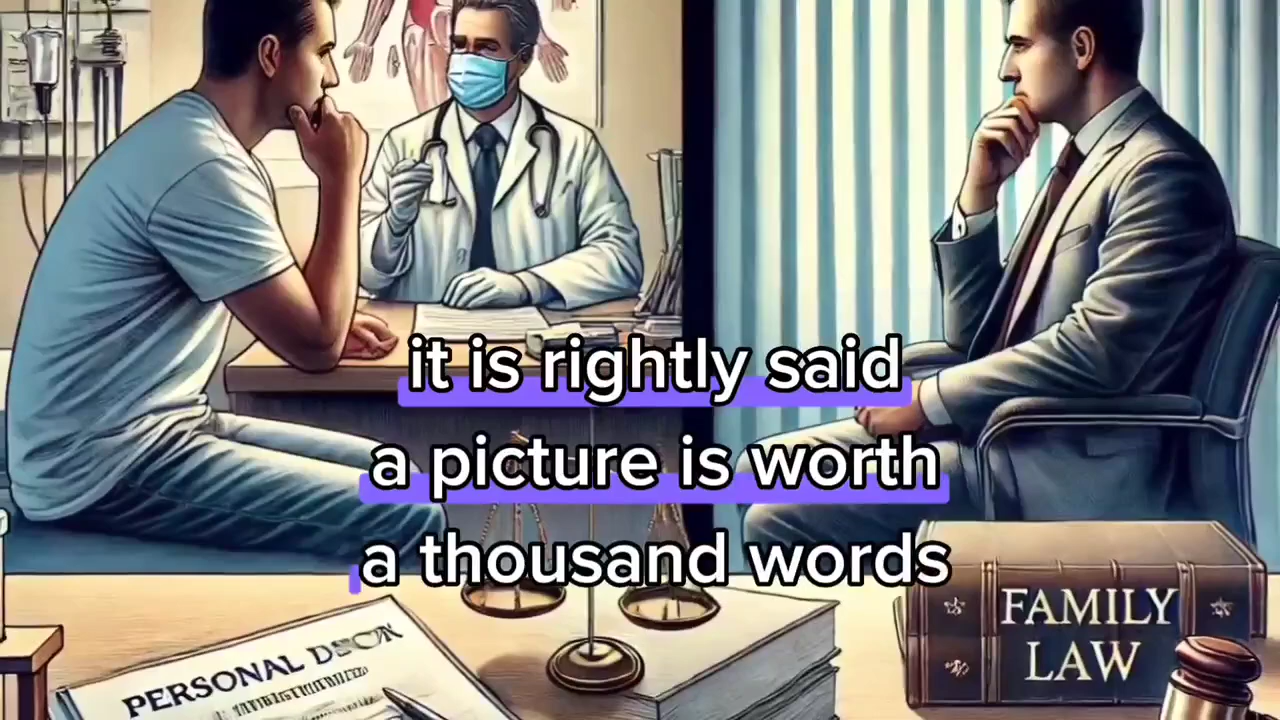 it is rightly said
a picture is worth
a thousand words
FAMILY
LAW
PERSONAL